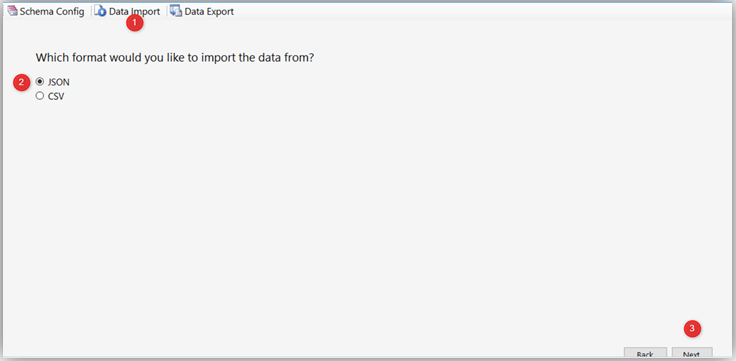 Schema Config Data Import Data Export
1
Which format would you like to import the data from?
2 JSON
CSV
3
Back Next